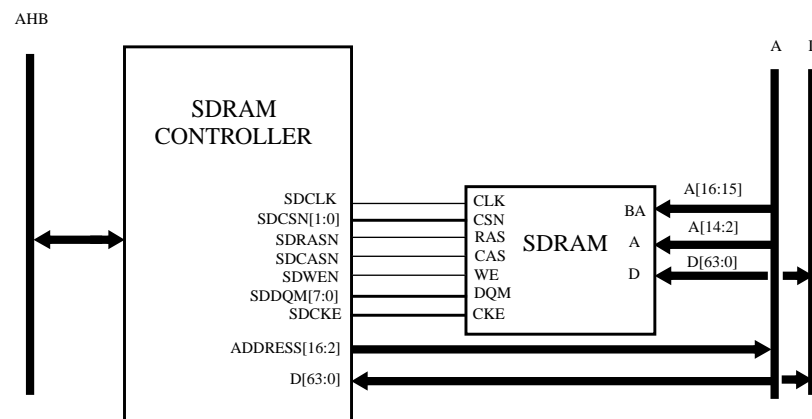 AHB
A
SDRAM
CONTROLLER
SDCLK
SDCSN[1:0]
SDRASN
SDCASN
SDWEN
SDDQM[7:0]
SDCKE
ADDRESS[16:2]
D[63:0]
CLK
CSN
RAS
CAS
WE
DQM
CKE
SDRAM
BA
A
D
A[16:15]
A[14:2]
D[63:0]